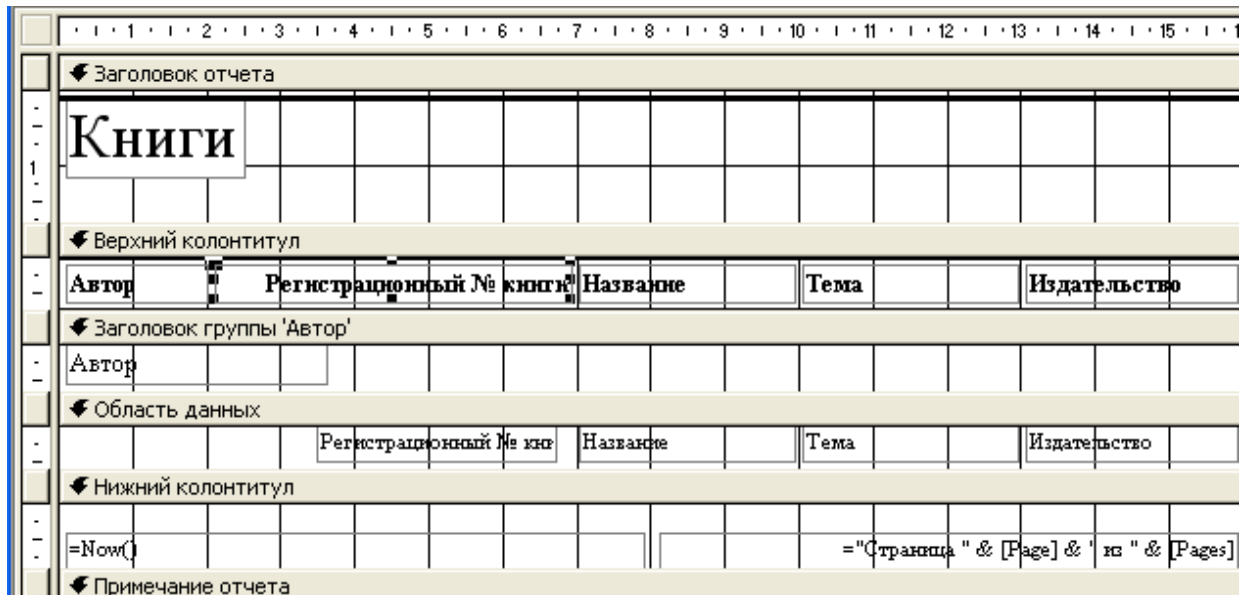 1 2 3 4 5 6 7 8 9 10 11 12 13 14 15 1
Заголовок отчета
Книги
1
Верхний колонтитул
Автор Регистрационный № книги Название Тема Издательство
Заголовок группы 'Автор'
Автор
Область данных
Регистрационный № кни Название Тема Издательство
Нижний колонтитул
=Now() ="Страница " & [Page] & " из " & [Pages]
Примечание отчета